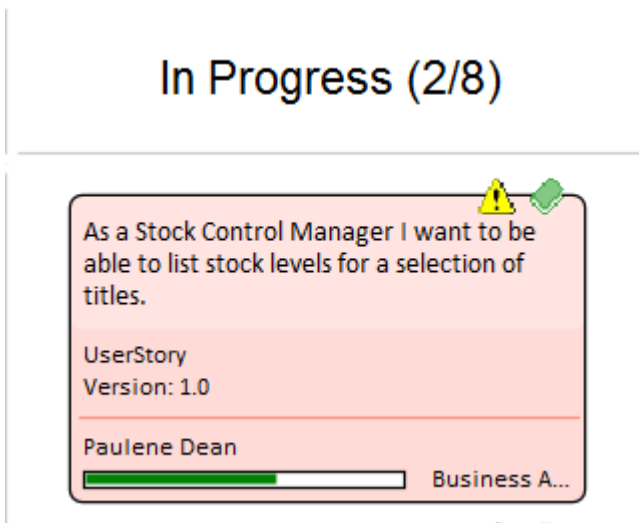 In Progress (2/8)
As a Stock Control Manager I want to be
able to list stock levels for a selection of
titles.
UserStory
Version: 1.0
Paulene Dean
Business A...